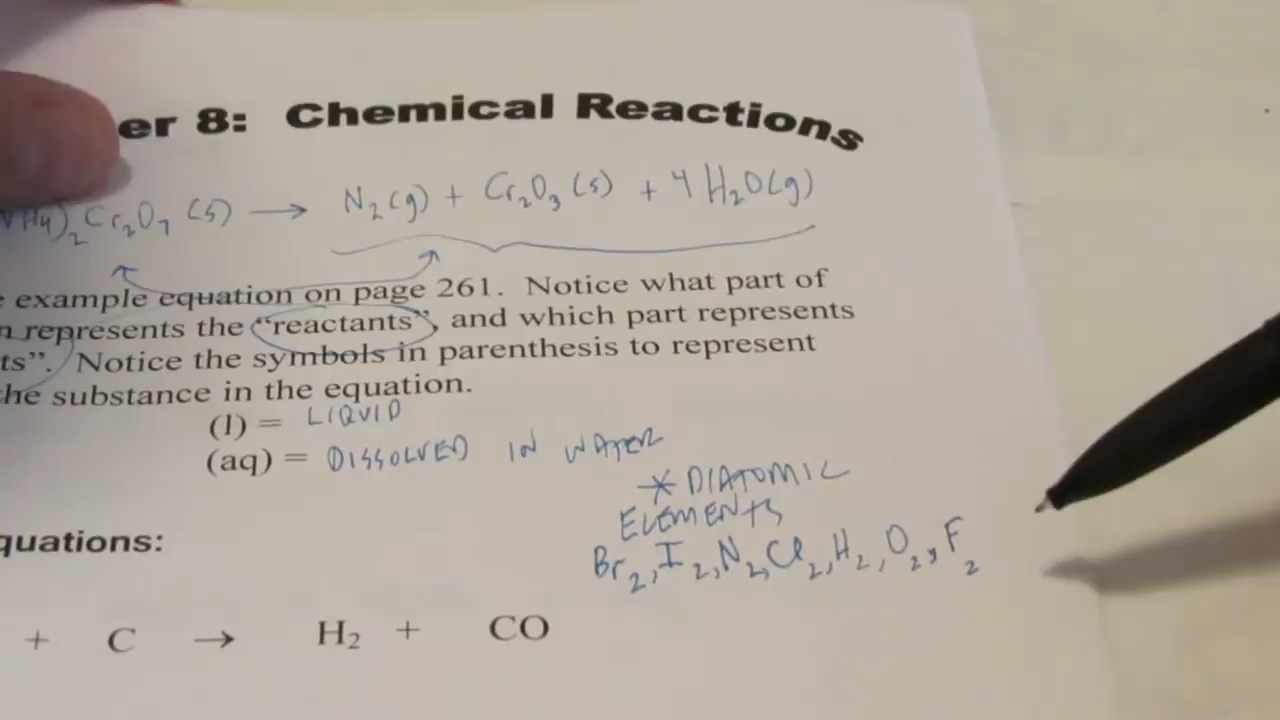 er 8: Chemical Reactions
NH4)2Cr2O7 (s) → N2(g) + Cr2O3 (s) + 4 H2O(g)
example equation on page 261. Notice what part of
n represents the “reactants”, and which part represents
ts”. Notice the symbols in parenthesis to represent
he substance in the equation.
(l) = LIQUID
(aq) = DISSOLVED IN WATER
* DIATOMIC
ELEMENTS
Br2, I2, N2, Cl2, H2, O2, F2
quations:
+ C → H2 + CO